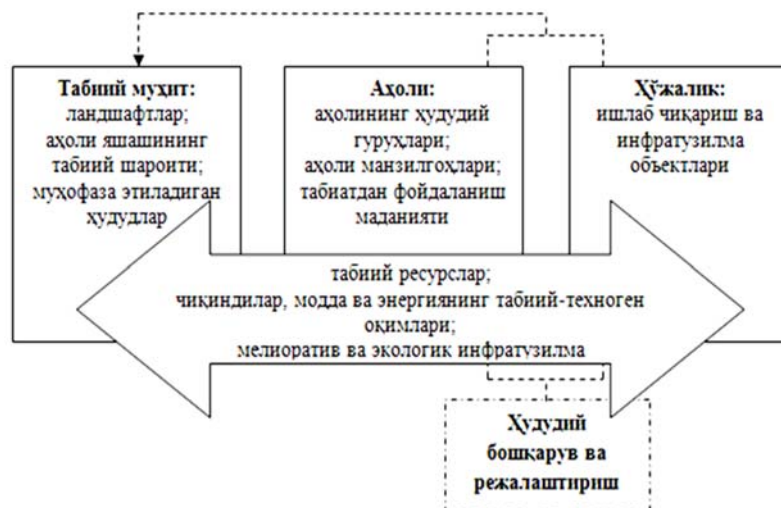 Табиий муҳит:
ландшафтлар;
аҳоли яшашининг
табиий шароити;
муҳофаза этиладиган
ҳудудлар
Аҳоли:
аҳолининг ҳудудий
гуруҳлари;
аҳоли манзилгоҳлари;
табиатдан фойдаланиш
маданияти
Хўжалик:
ишлаб чиқариш ва
инфратузилма
объектлари
табиий ресурслар;
чиқиндилар, модда ва энергиянинг табиий-техноген
оқимлари;
мелиоратив ва экологик инфратузилма
Ҳудудий
бошқарув ва
режалаштириш